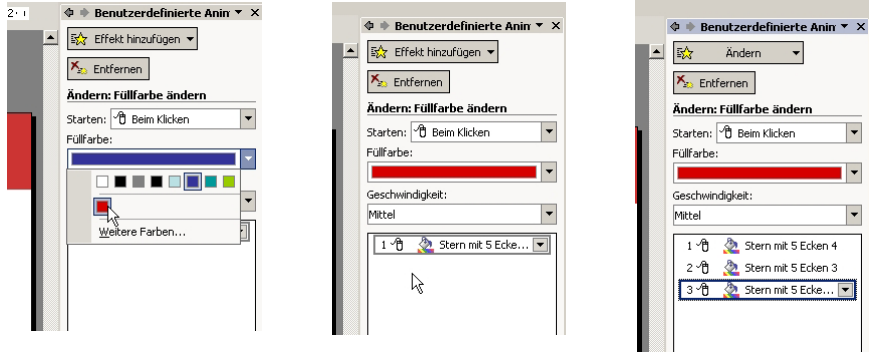 2 · ı
Benutzerdefinierte Anin
Effekt hinzufügen
Entfernen
Ändern: Füllfarbe ändern
Starten: Beim Klicken
Füllfarbe:
Weitere Farben...
Benutzerdefinierte Anin
Effekt hinzufügen
Entfernen
Ändern: Füllfarbe ändern
Starten: Beim Klicken
Füllfarbe:
Geschwindigkeit:
Mittel
1 Stern mit 5 Ecke...
Benutzerdefinierte Anin
Ändern
Entfernen
Ändern: Füllfarbe ändern
Starten: Beim Klicken
Füllfarbe:
Geschwindigkeit:
Mittel
1 Stern mit 5 Ecken 4
2 Stern mit 5 Ecken 3
3 Stern mit 5 Ecke...